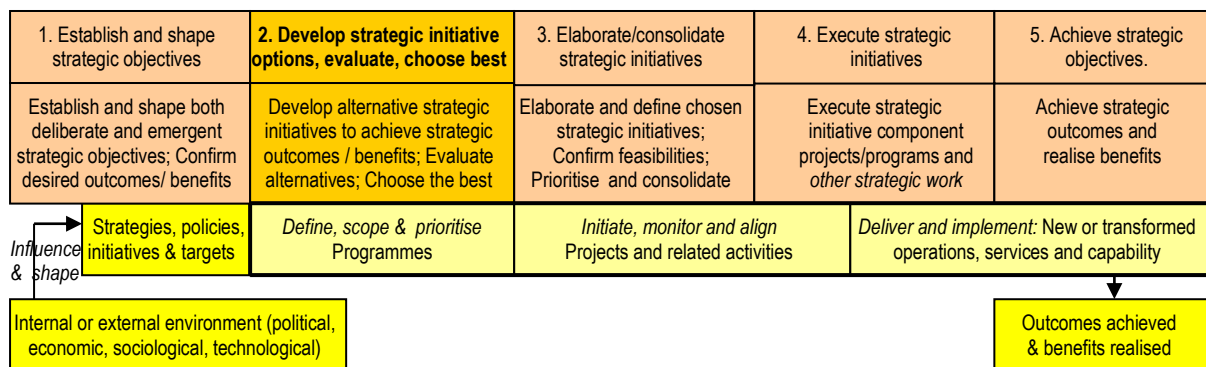 1. Establish and shape
strategic objectives
2. Develop strategic initiative
options, evaluate, choose best
3. Elaborate/consolidate
strategic initiatives
4. Execute strategic
initiatives
5. Achieve strategic
objectives.
Establish and shape both
deliberate and emergent
strategic objectives; Confirm
desired outcomes/ benefits
Develop alternative strategic
initiatives to achieve strategic
outcomes / benefits; Evaluate
alternatives; Choose the best
Elaborate and define chosen
strategic initiatives;
Confirm feasibilities;
Prioritise and consolidate
Execute strategic
initiative component
projects/programs and
other strategic work
Achieve strategic
outcomes and
realise benefits
Influence
& shape
Strategies, policies,
initiatives & targets
Define, scope & prioritise
Programmes
Initiate, monitor and align
Projects and related activities
Deliver and implement: New or transformed
operations, services and capability
Internal or external environment (political,
economic, sociological, technological)
Outcomes achieved
& benefits realised